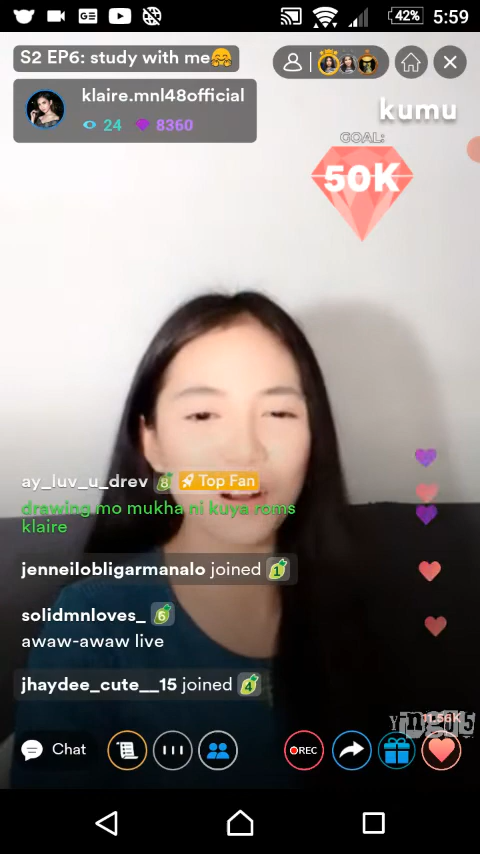 42% 5:59
S2 EP6: study with me🤗
klaire.mnl48official
24 8360
kumu
GOAL:
50K
ay_luv_u_drev 8 Top Fan
drawing mo mukha ni kuya roms
klaire
jenneilobligarmanalo joined 1
solidmnloves_ 6
awaw-awaw live
jhaydee_cute__15 joined 4
11.56K
Chat
REC